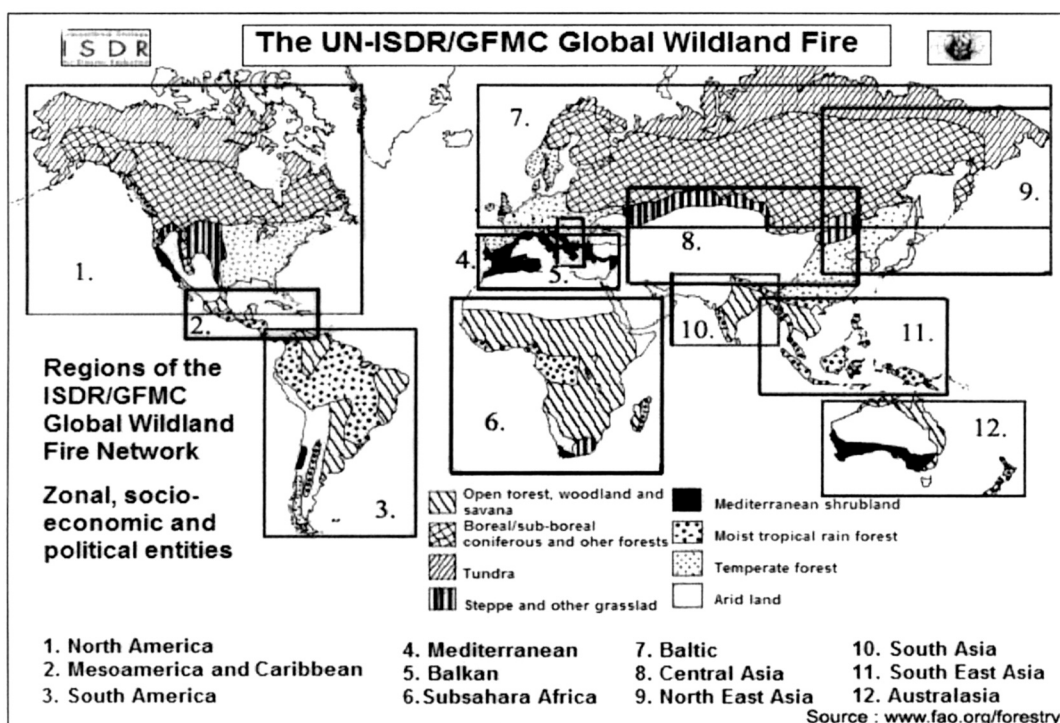 ISDR
The UN-ISDR/GFMC Global Wildland Fire
7.
9.
8.
4.
5.
1.
2.
10.
11.
6.
12.
3.
Regions of the
ISDR/GFMC
Global Wildland
Fire Network
Zonal, socio-
economic and
political entities
Open forest, woodland and
savana
Boreal/sub-boreal
coniferous and oher forests
Tundra
Steppe and other grasslad
Mediterranean shrubland
Moist tropical rain forest
Temperate forest
Arid land
1. North America
2. Mesoamerica and Caribbean
3. South America
4. Mediterranean
5. Balkan
6.Subsahara Africa
7. Baltic
8. Central Asia
9. North East Asia
10. South Asia
11. South East Asia
12. Australasia
Source : www.fao.org/forestry